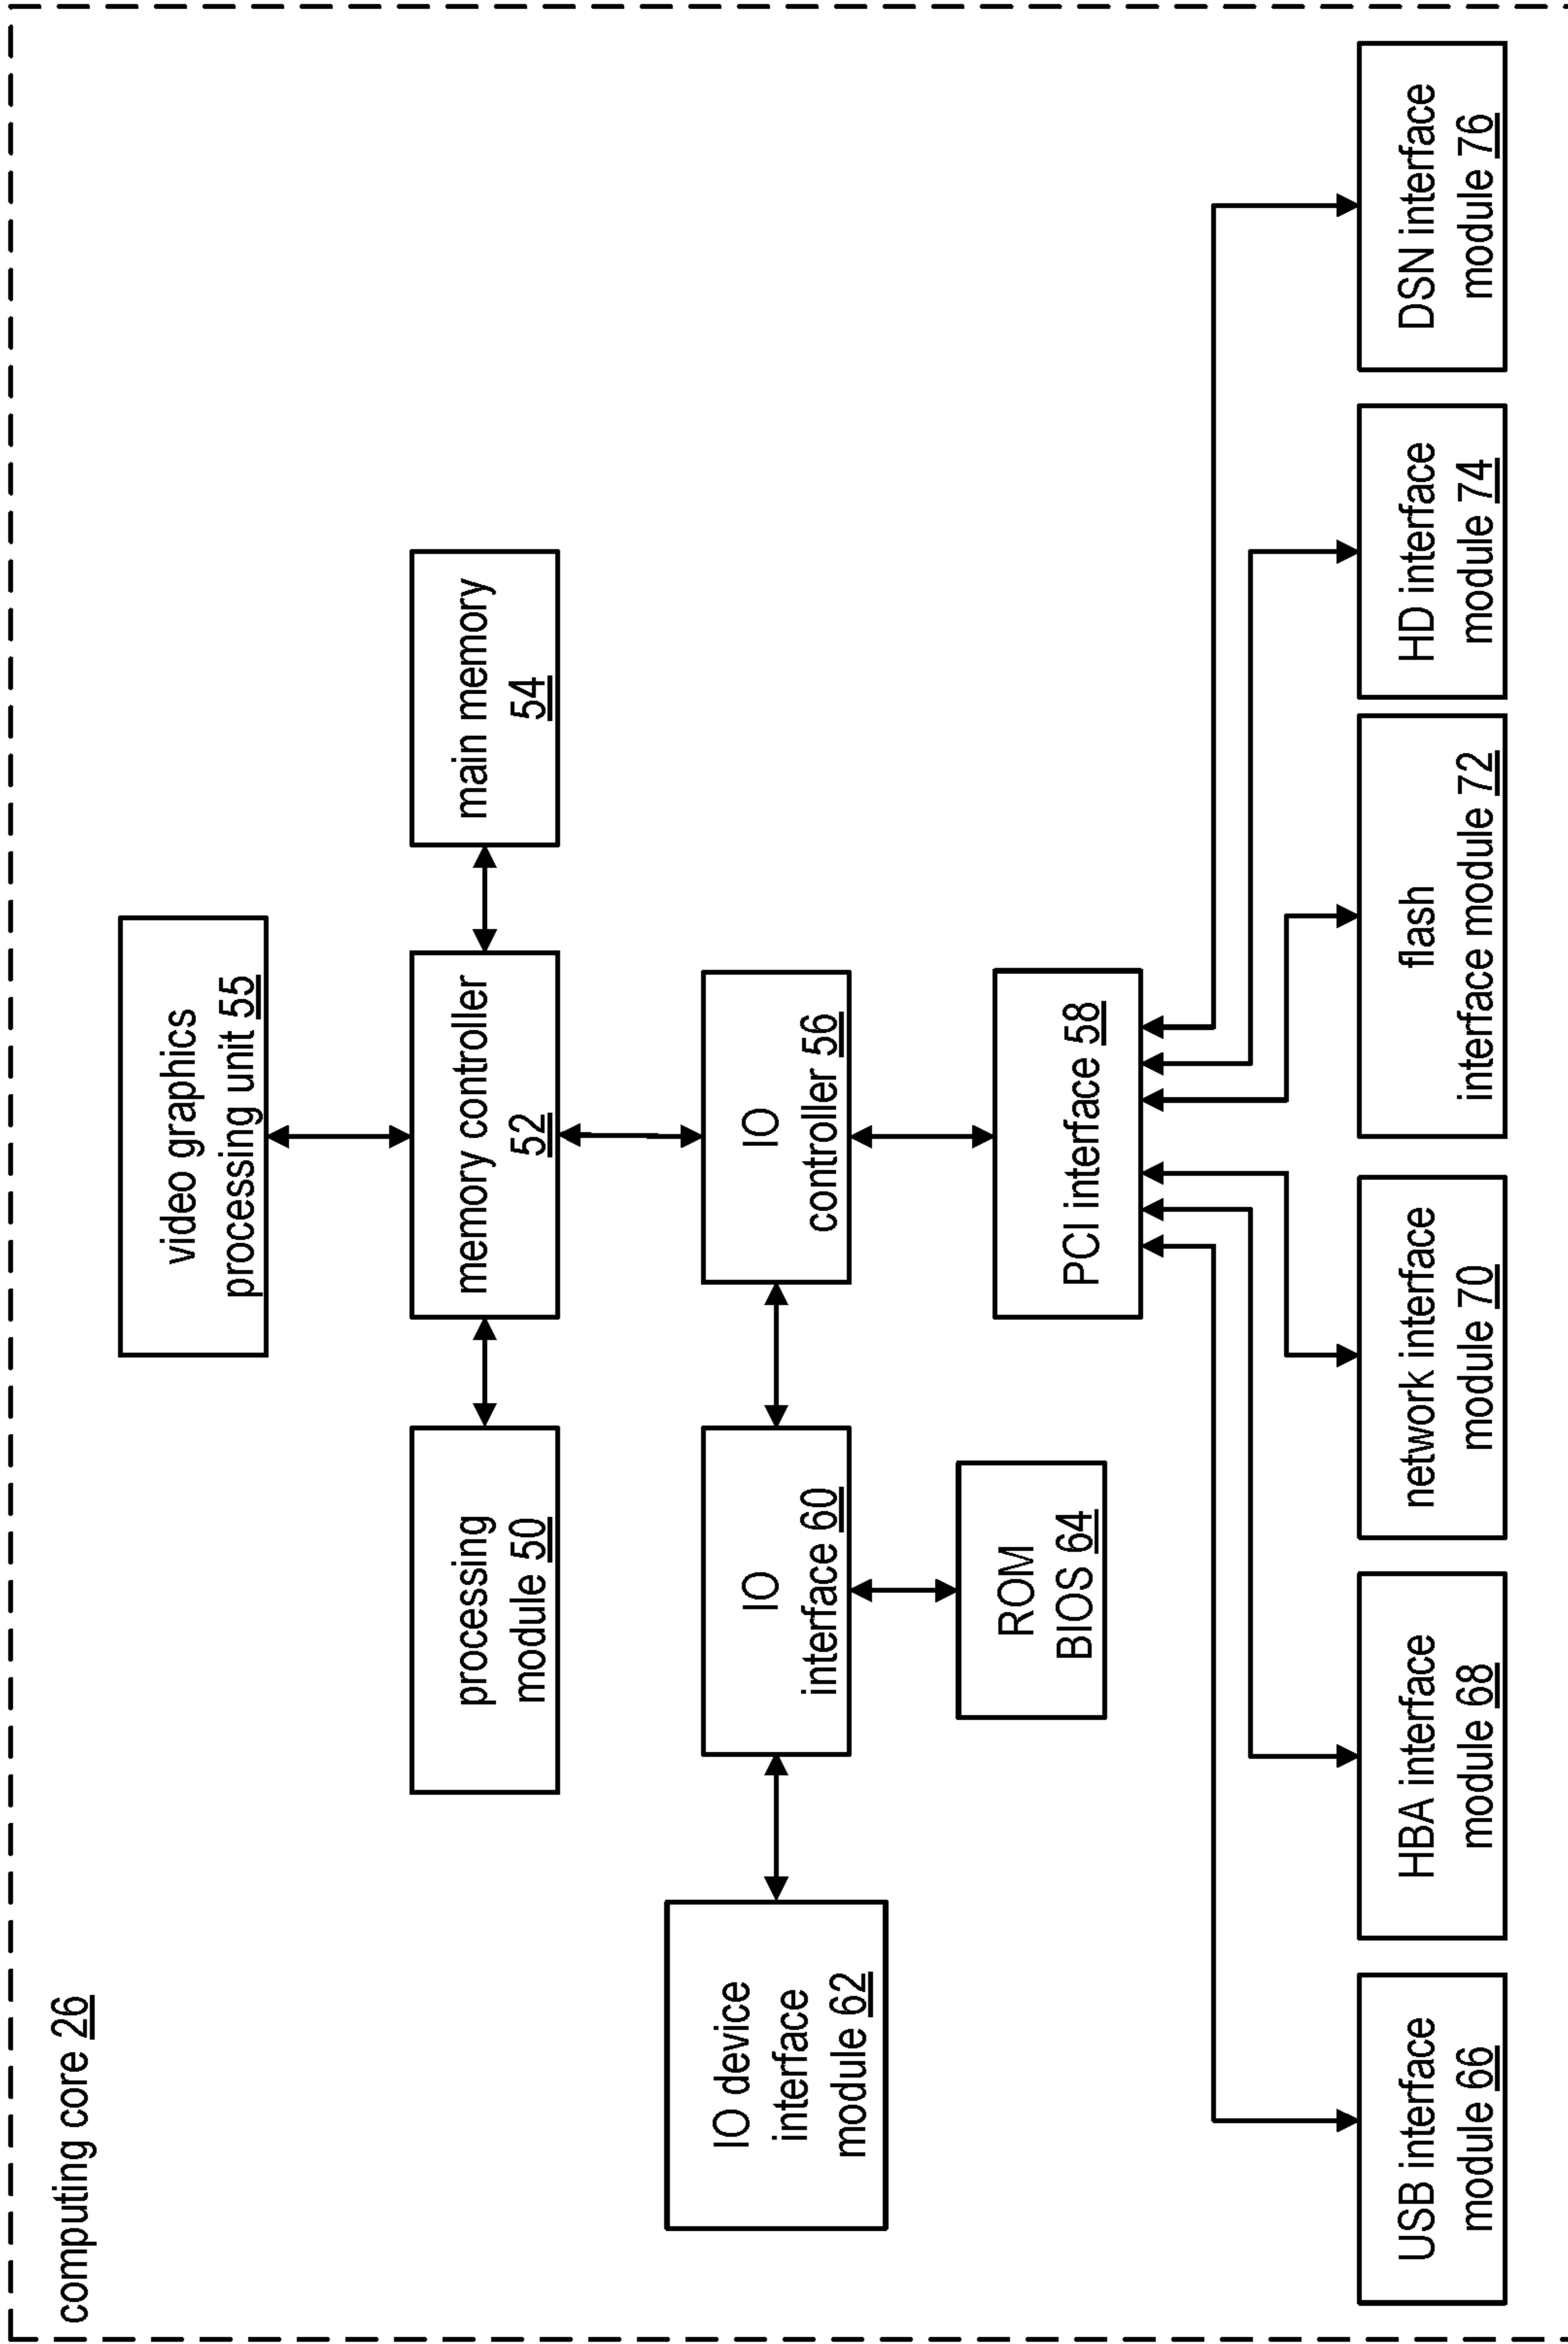 computing core 26
video graphics
processing unit 55
processing
module 50
memory controller
52
main memory
54
IO device
interface
module 62
IO
interface 60
IO
controller 56
ROM
BIOS 64
PCI interface 58
USB interface
module 66
HBA interface
module 68
network interface
module 70
flash
interface module 72
HD interface
module 74
DSN interface
module 76